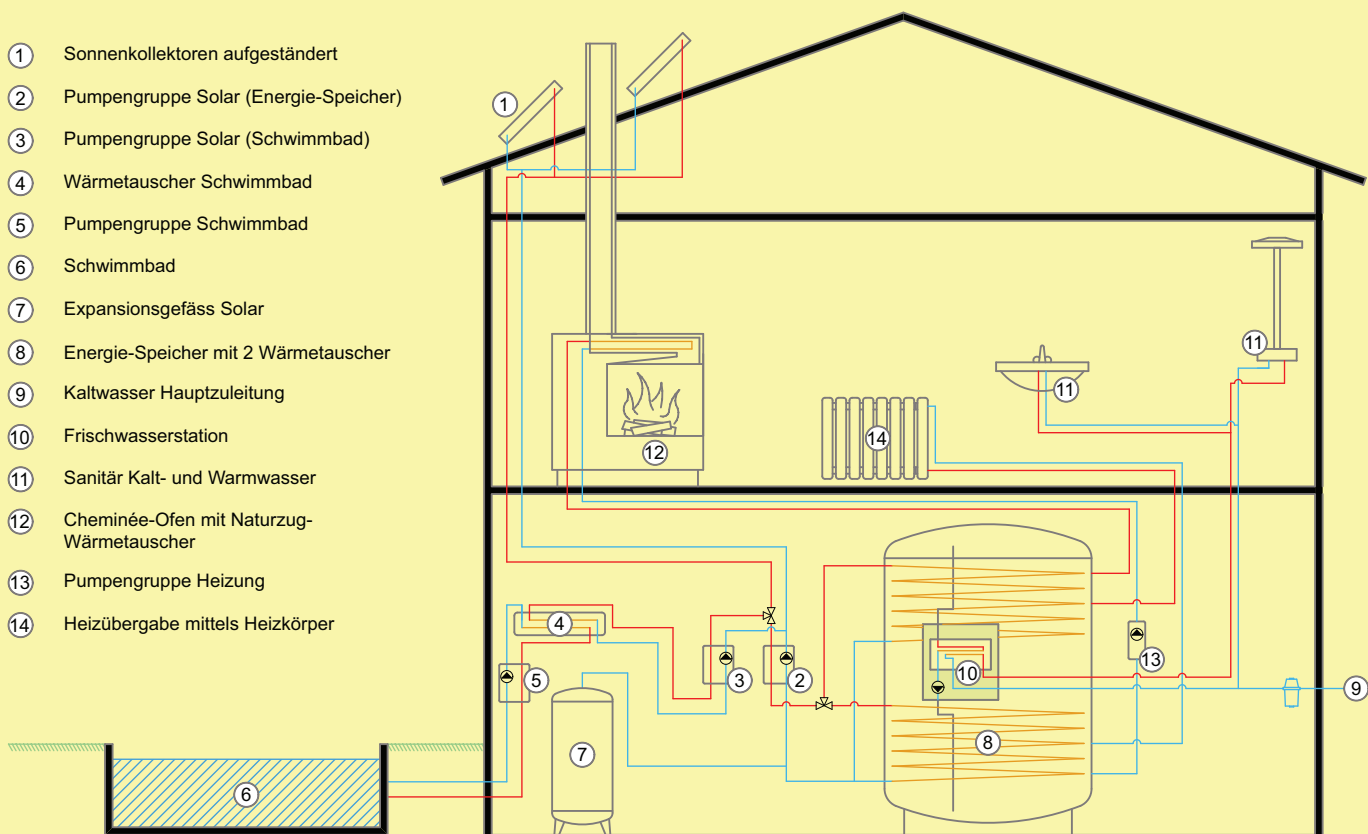 1 Sonnenkollektoren aufgeständert
2 Pumpengruppe Solar (Energie-Speicher)
3 Pumpengruppe Solar (Schwimmbad)
4 Wärmetauscher Schwimmbad
5 Pumpengruppe Schwimmbad
6 Schwimmbad
7 Expansionsgefäss Solar
8 Energie-Speicher mit 2 Wärmetauscher
9 Kaltwasser Hauptzuleitung
10 Frischwasserstation
11 Sanitär Kalt- und Warmwasser
12 Cheminée-Ofen mit Naturzug-
Wärmetauscher
13 Pumpengruppe Heizung
14 Heizübergabe mittels Heizkörper
1
11
11
14
12
4
13
10
5
3
2
9
8
7
6